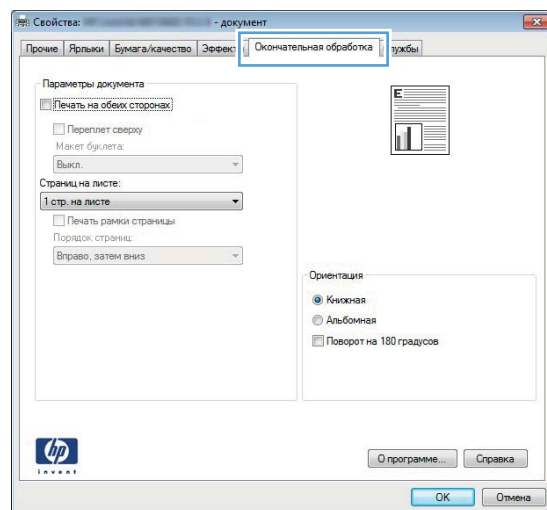 Свойства: - документ
Прочие Ярлыки Бумага/качество Эффекты Окончательная обработка
Параметры документа
Печать на обеих сторонах
Переплет сверху
Макет буклета:
Выкл.
Страниц на листе:
1 стр. на листе
Печать рамки страницы
Порядок страниц:
Вправо, затем вниз
E
Ориентация
Книжная
Альбомная
Поворот на 180 градусов
hp
invent
О программе... Справка
OK Отмена